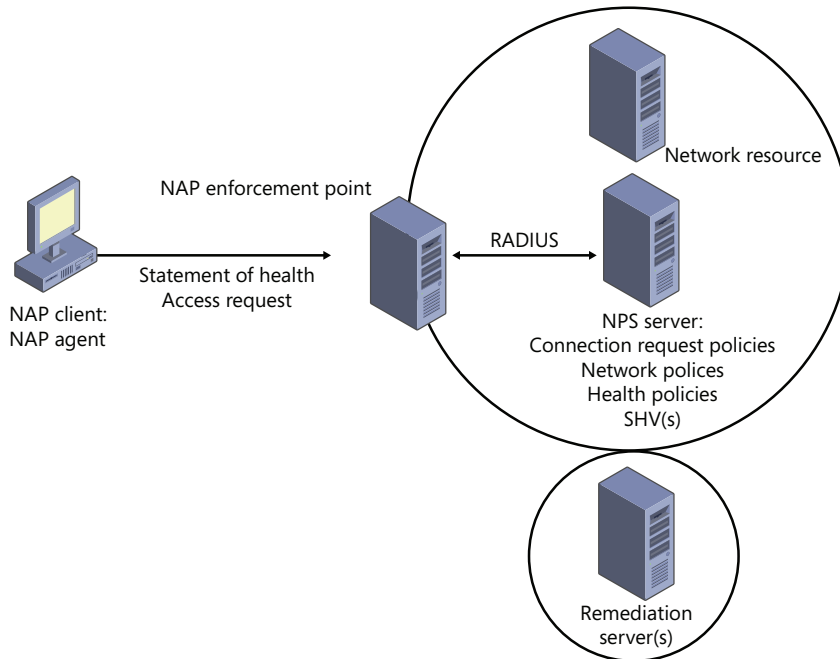 Network resource
NAP enforcement point
RADIUS
Statement of health
Access request
NAP client:
NAP agent
NPS server:
Connection request policies
Network polices
Health policies
SHV(s)
Remediation
server(s)